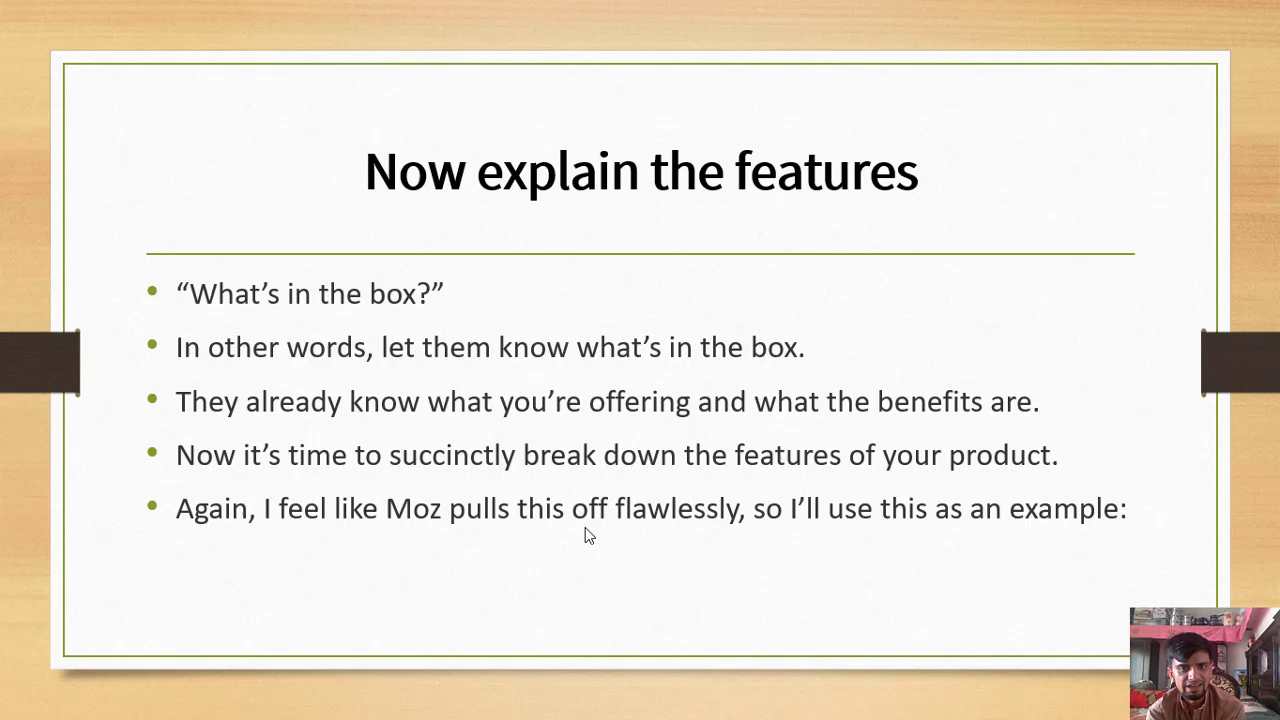 Now explain the features
“What’s in the box?”
In other words, let them know what’s in the box.
They already know what you’re offering and what the benefits are.
Now it’s time to succinctly break down the features of your product.
Again, I feel like Moz pulls this off flawlessly, so I’ll use this as an example: